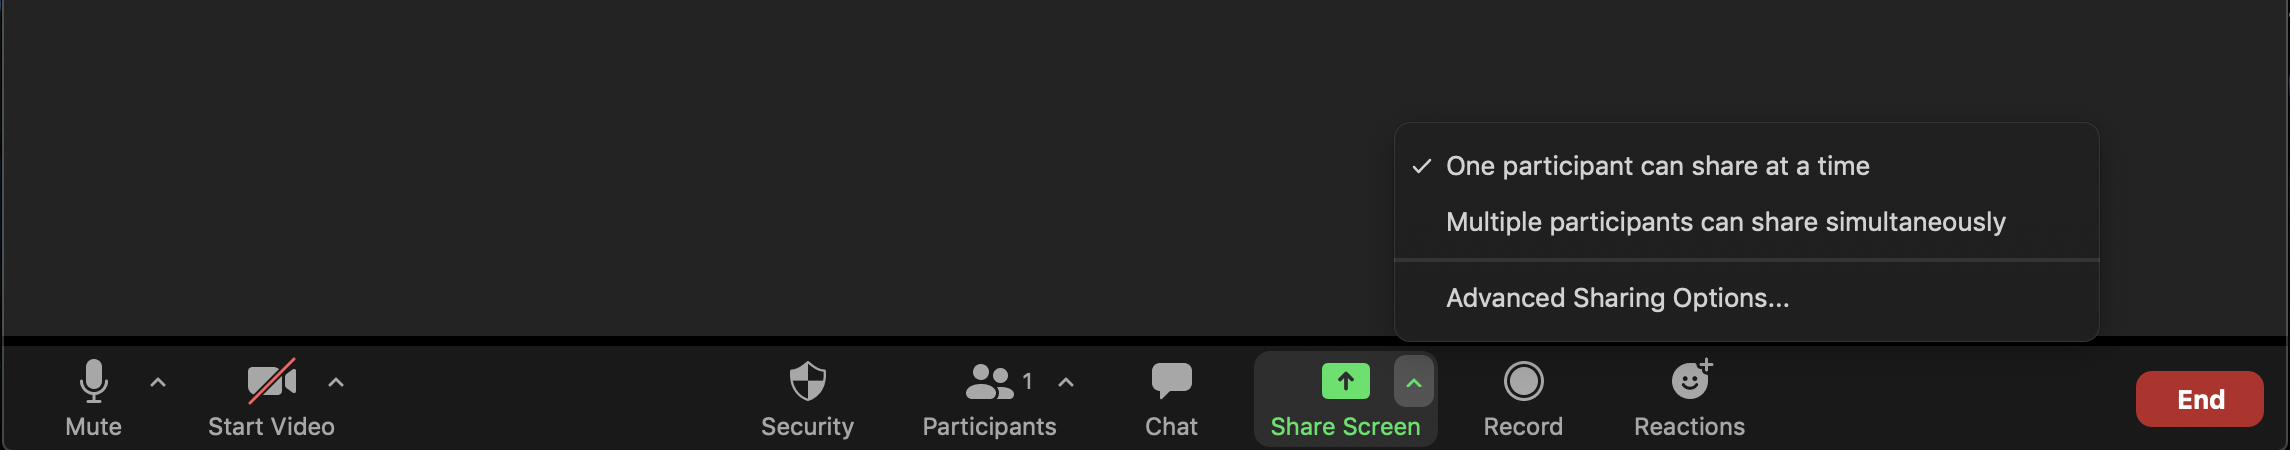 One participant can share at a time
Multiple participants can share simultaneously
Advanced Sharing Options...
1
Mute
Start Video
Security
Participants
Chat
Share Screen
Record
Reactions
End